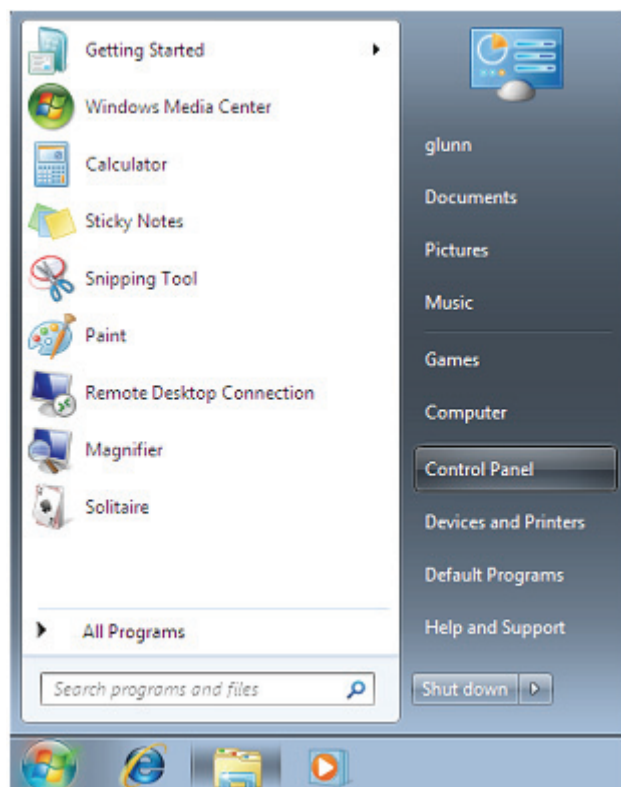 Getting Started
Windows Media Center
Calculator
Sticky Notes
Snipping Tool
Paint
Remote Desktop Connection
Magnifier
Solitaire
All Programs
Search programs and files
glunn
Documents
Pictures
Music
Games
Computer
Control Panel
Devices and Printers
Default Programs
Help and Support
Shut down